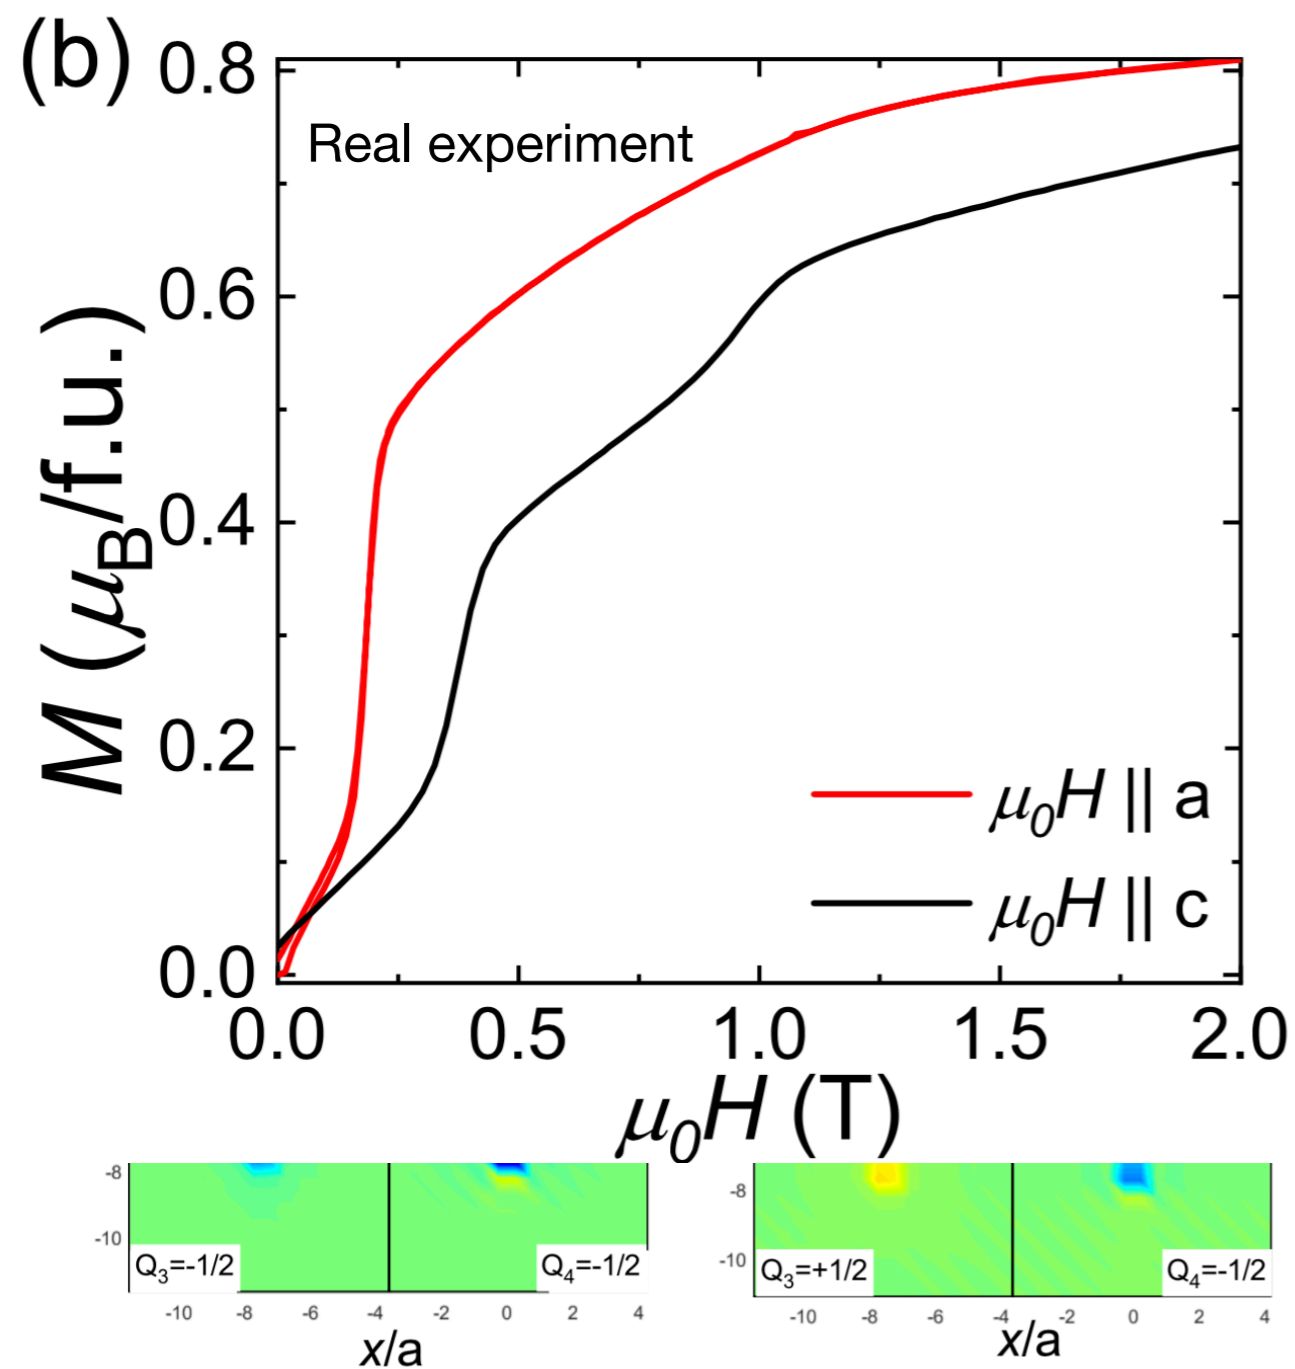 (b)
0.8
Real experiment
0.6
0.4
0.2
0.0
M (μB/f.u.)
μ0H || a
μ0H || c
0.0 0.5 1.0 1.5 2.0
μ0H (T)
-8
-10
Q3=-1/2 Q4=-1/2
-10 -8 -6 -4 -2 0 2 4
x/a
-8
-10
Q3=+1/2 Q4=-1/2
-10 -8 -6 -4 -2 0 2 4
x/a